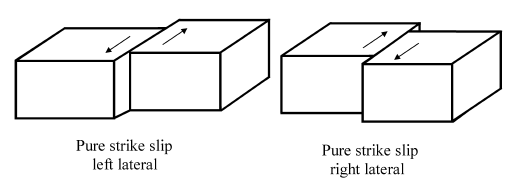 Pure strike slip
left lateral
Pure strike slip
right lateral